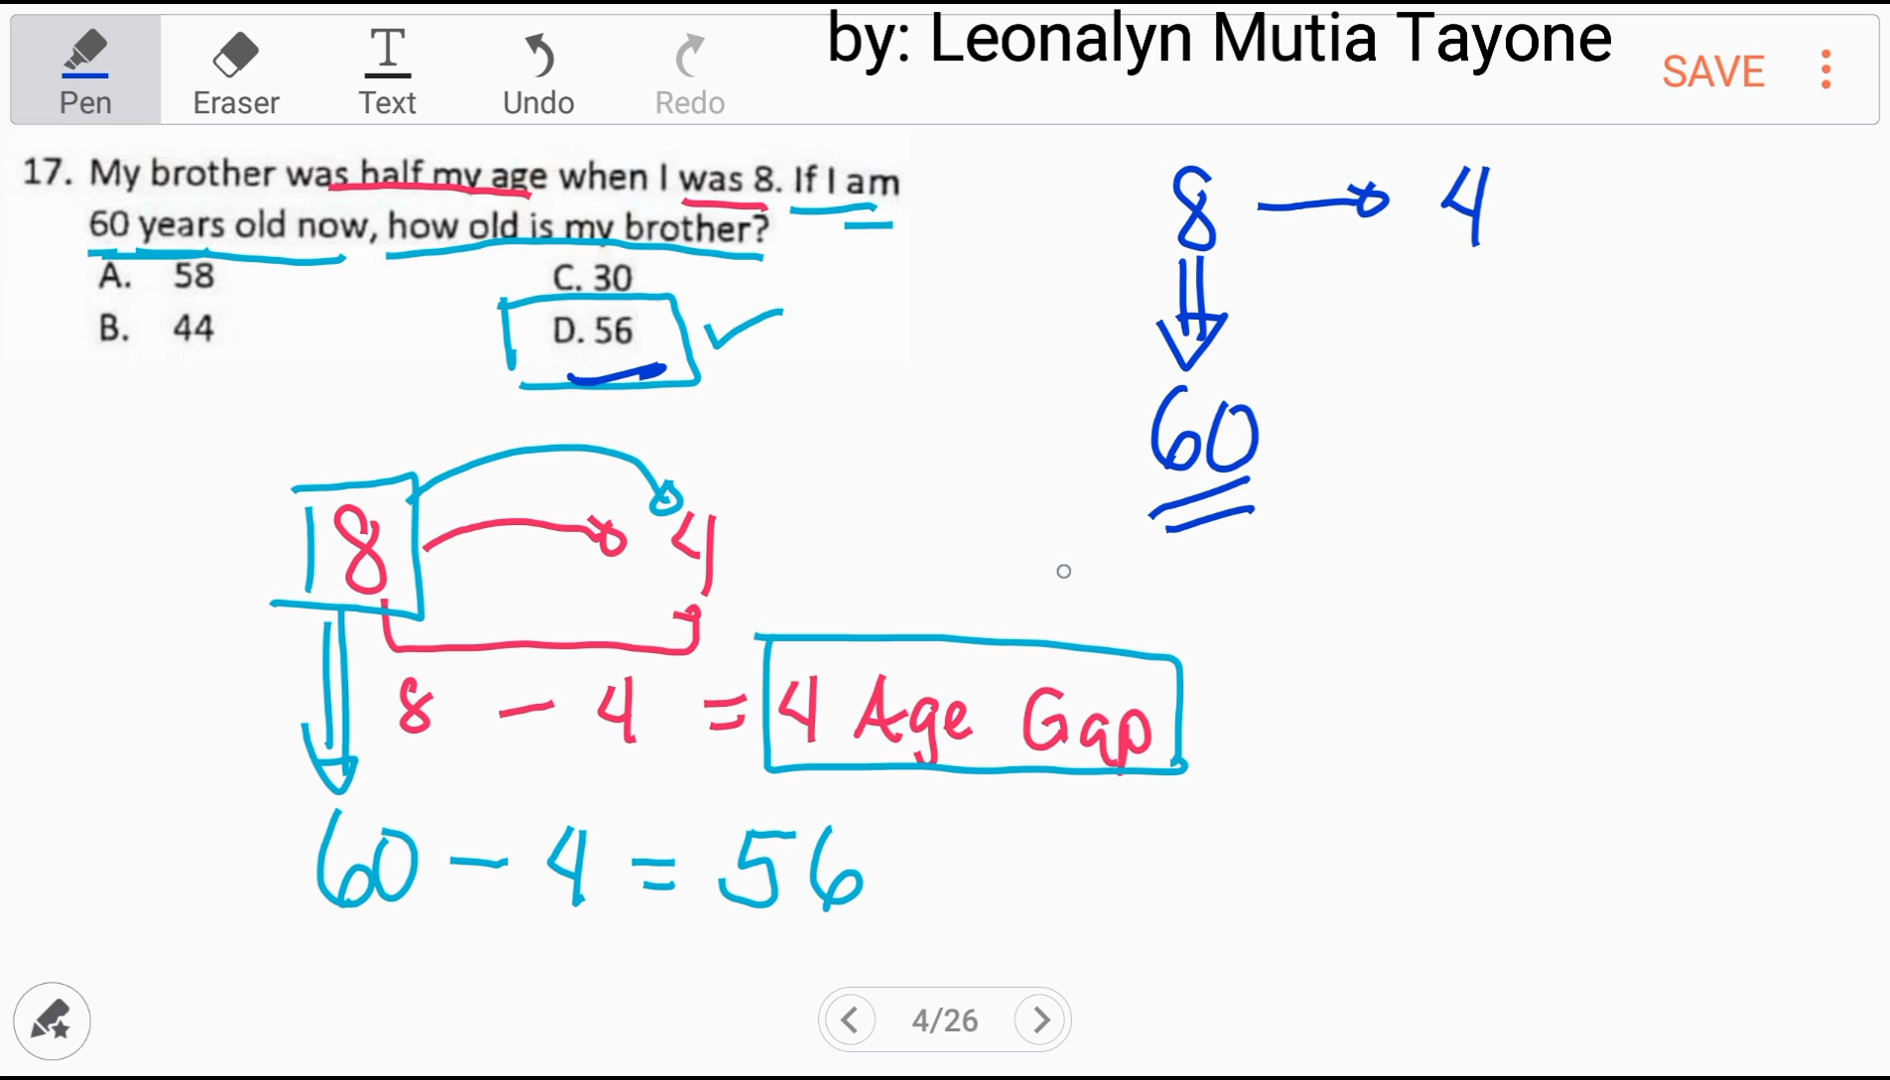 by: Leonalyn Mutia Tayone
Pen Eraser Text Undo Redo SAVE
17. My brother was half my age when I was 8. If I am
60 years old now, how old is my brother?
A. 58 C. 30
B. 44 D. 56
8 4
60
8 4
8 - 4 = 4 Age Gap
60 - 4 = 56
4/26